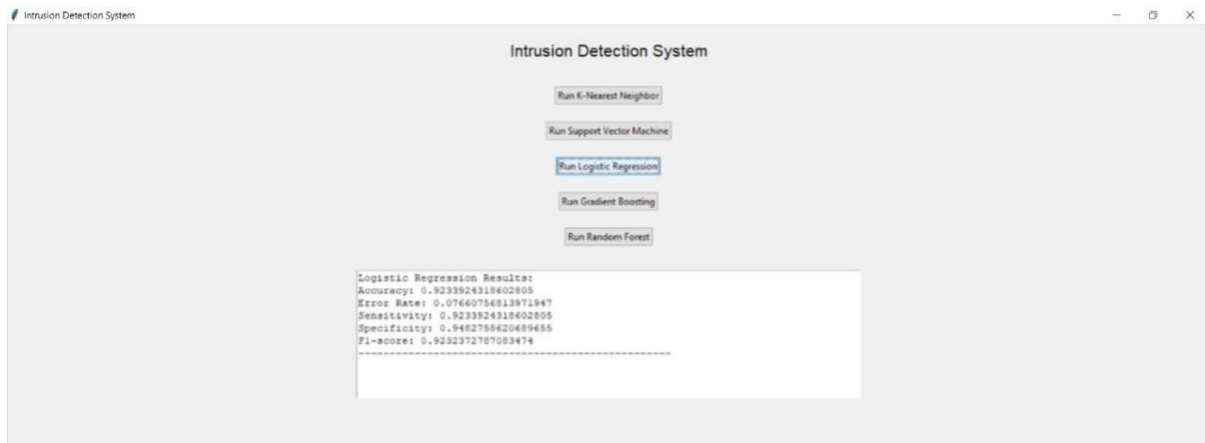 Intrusion Detection System
Intrusion Detection System
Run K-Nearest Neighbor
Run Support Vector Machine
Run Logistic Regression
Run Gradient Boosting
Run Random Forest
Logistic Regression Results:
Accuracy: 0.9233924318602805
Error Rate: 0.07660756813971947
Sensitivity: 0.9233924318602805
Specificity: 0.9482758620689655
F1-score: 0.9232372787083474
--------------------------------------------------